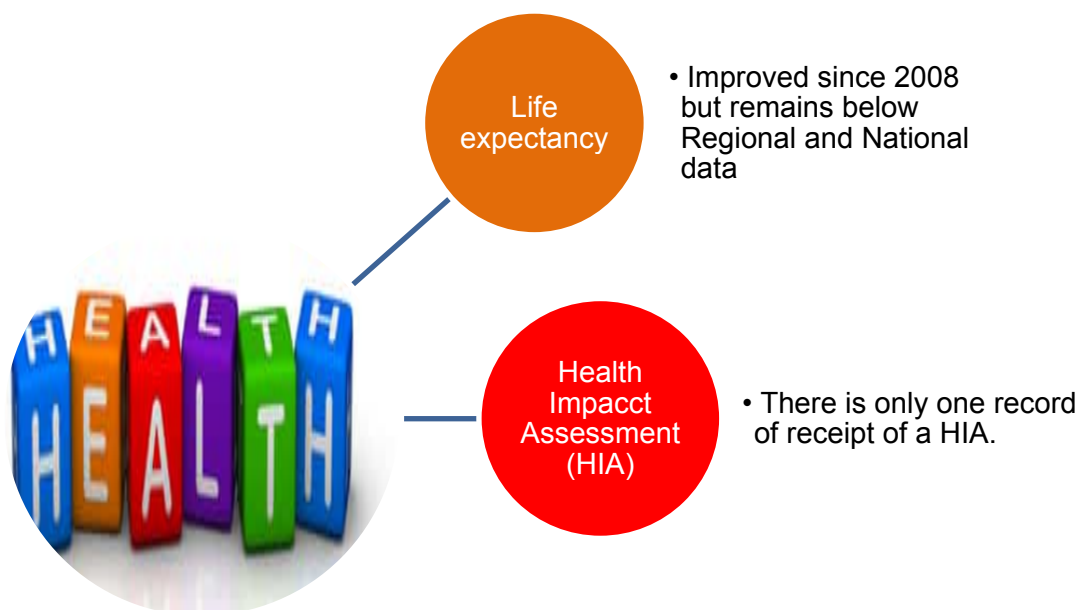 Life
expectancy
• Improved since 2008
but remains below
Regional and National
data
HEALTH
HEALTH
Health
Impacct
Assessment
(HIA)
• There is only one record
of receipt of a HIA.